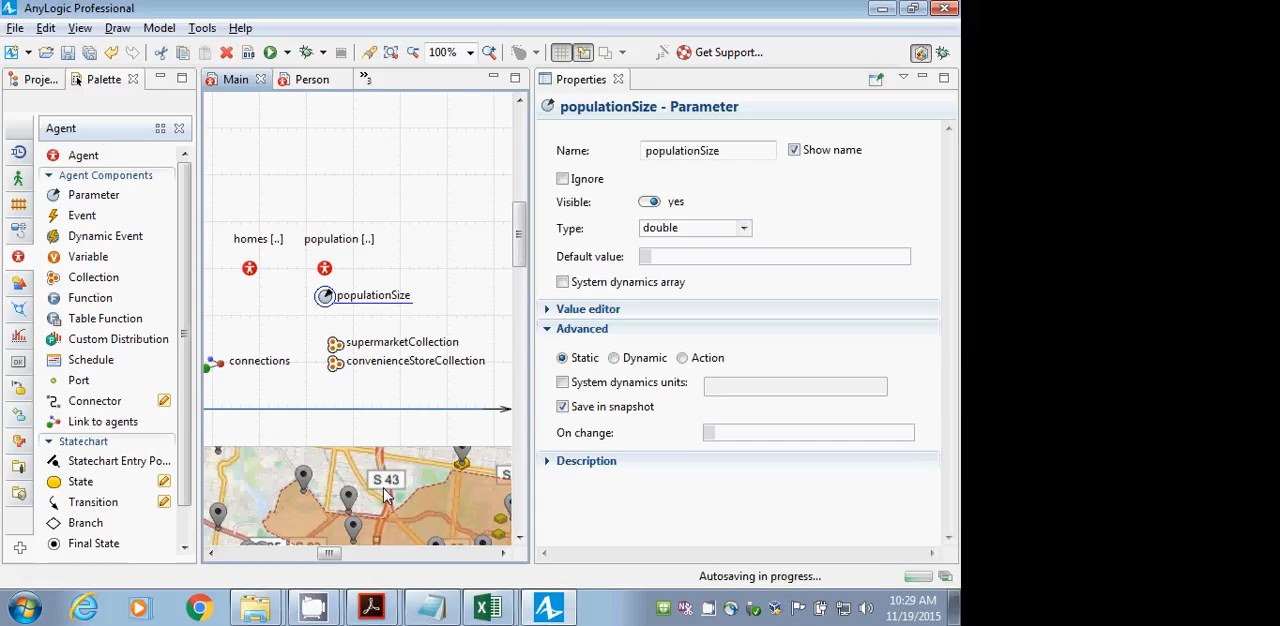 AnyLogic Professional
File Edit View Draw Model Tools Help
100% Get Support...
Proje... Palette Main Person »3 Properties
Agent
populationSize - Parameter
Agent
Agent Components
Parameter
Event
Dynamic Event
Variable
Collection
Function
Table Function
Custom Distribution
Schedule
Port
Connector
Link to agents
Statechart
Statechart Entry Po...
State
Transition
Branch
Final State
homes [..] population [..]
populationSize
supermarketCollection
connections convenienceStoreCollection
S 43
S
Name: populationSize Show name
Ignore
Visible: yes
Type: double
Default value:
System dynamics array
Value editor
Advanced
Static Dynamic Action
System dynamics units:
Save in snapshot
On change:
Description
Autosaving in progress...
10:29 AM
11/19/2015